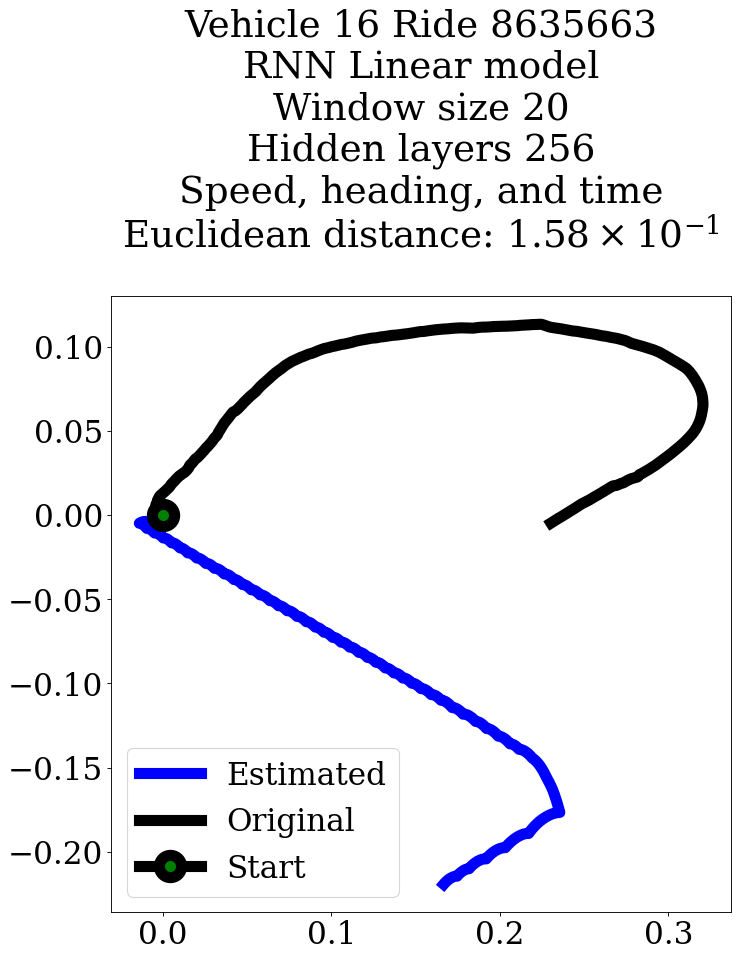 Vehicle 16 Ride 8635663
RNN Linear model
Window size 20
Hidden layers 256
Speed, heading, and time
Euclidean distance: 1.58 × 10⁻¹
0.10
0.05
0.00
−0.05
−0.10
−0.15
−0.20
Estimated
Original
Start
0.0 0.1 0.2 0.3